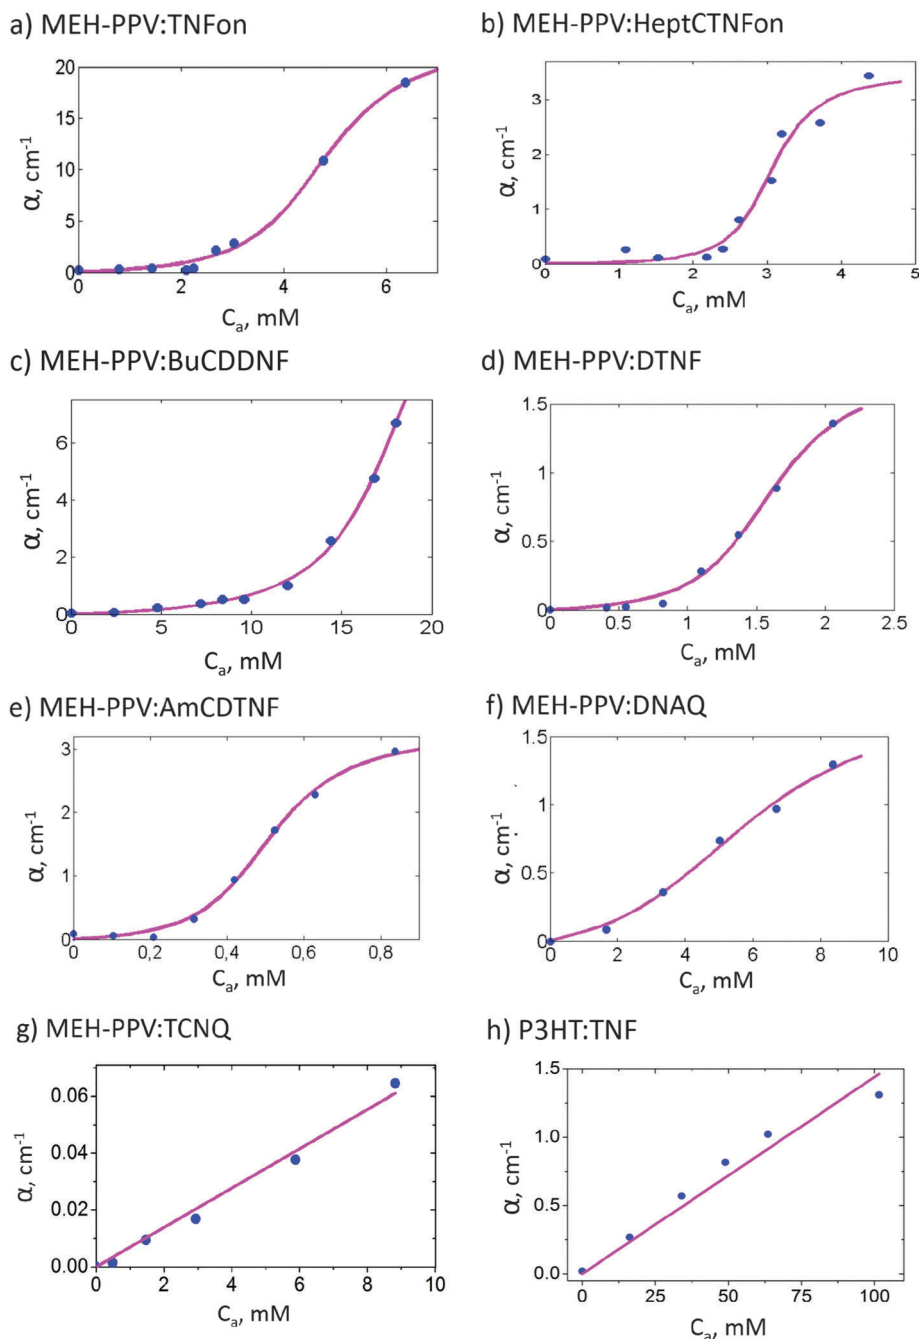 a) MEH-PPV:TNFon
20
15
10
5
0
α, cm⁻¹
0 2 4 6
Cₐ, mM
b) MEH-PPV:HeptCTNFon
3
2
1
0
α, cm⁻¹
0 1 2 3 4 5
Cₐ, mM
c) MEH-PPV:BuCDDNF
6
4
2
0
α, cm⁻¹
0 5 10 15 20
Cₐ, mM
d) MEH-PPV:DTNF
1.5
1
0.5
0
α, cm⁻¹
0 0.5 1 1.5 2 2.5
Cₐ, mM
e) MEH-PPV:AmCDTNF
3
2
1
0
α, cm⁻¹
0 0,2 0,4 0,6 0,8
Cₐ, mM
f) MEH-PPV:DNAQ
1.5
1
0.5
0
α, cm⁻¹
0 2 4 6 8 10
Cₐ, mM
g) MEH-PPV:TCNQ
0.06
0.04
0.02
0.00
α, cm⁻¹
0 2 4 6 8 10
Cₐ, mM
h) P3HT:TNF
1.5
1.0
0.5
0.0
α, cm⁻¹
0 25 50 75 100
Cₐ, mM